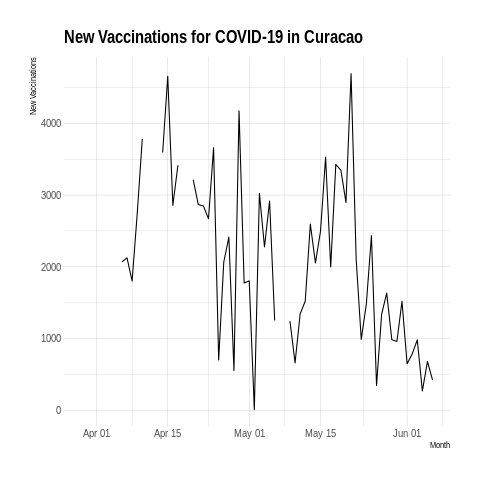 New Vaccinations for COVID-19 in Curacao
New Vaccinations
4000
3000
2000
1000
0
Apr 01 Apr 15 May 01 May 15 Jun 01
Month